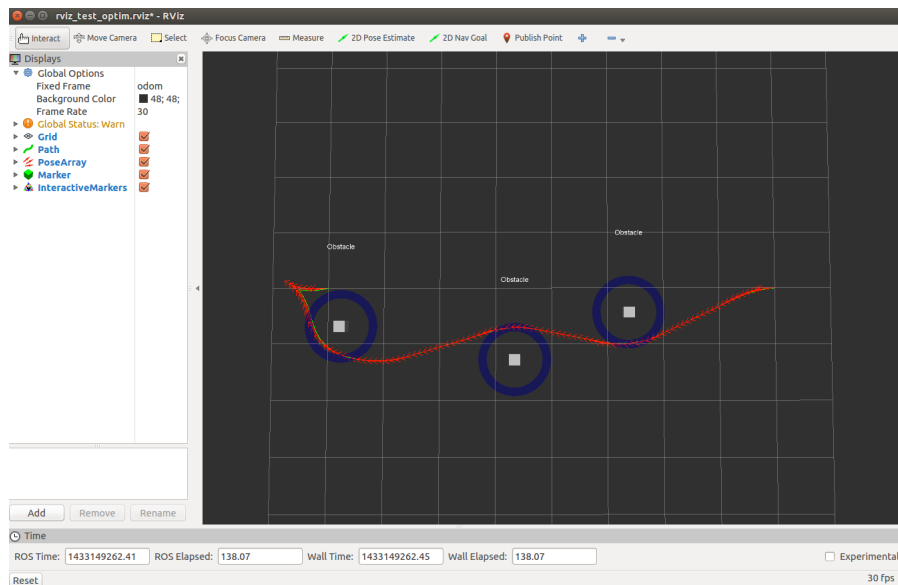 rviz_test_optim.rviz* - RViz
Interact Move Camera Select Focus Camera Measure 2D Pose Estimate 2D Nav Goal Publish Point
Displays
Global Options
Fixed Frame odom
Background Color 48; 48;
Frame Rate 30
Global Status: Warn
Grid
Path
PoseArray
Marker
InteractiveMarkers
Obstacle
Obstacle
Obstacle
Add Remove Rename
Time
ROS Time: 1433149262.41 ROS Elapsed: 138.07 Wall Time: 1433149262.45 Wall Elapsed: 138.07 Experimental
Reset 30 fps